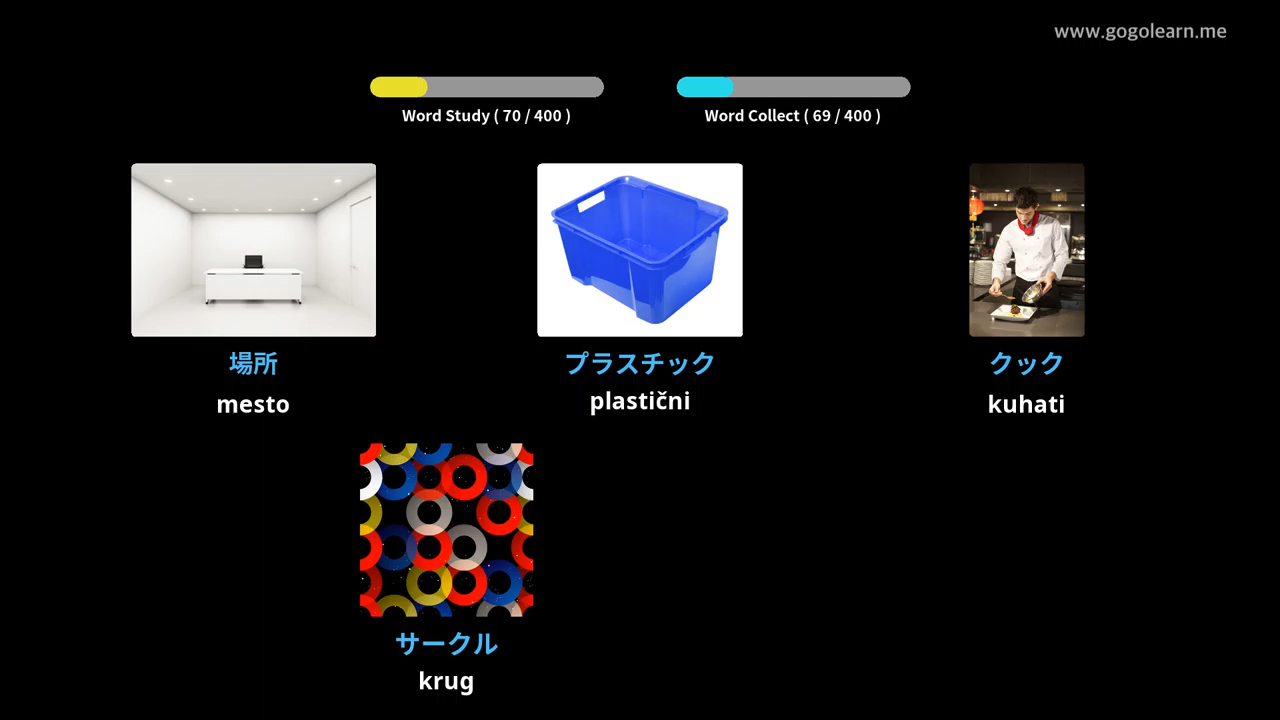 www.gogolearn.me
Word Study ( 70 / 400 )
Word Collect ( 69 / 400 )
場所
mesto
プラスチック
plastični
クック
kuhati
サークル
krug